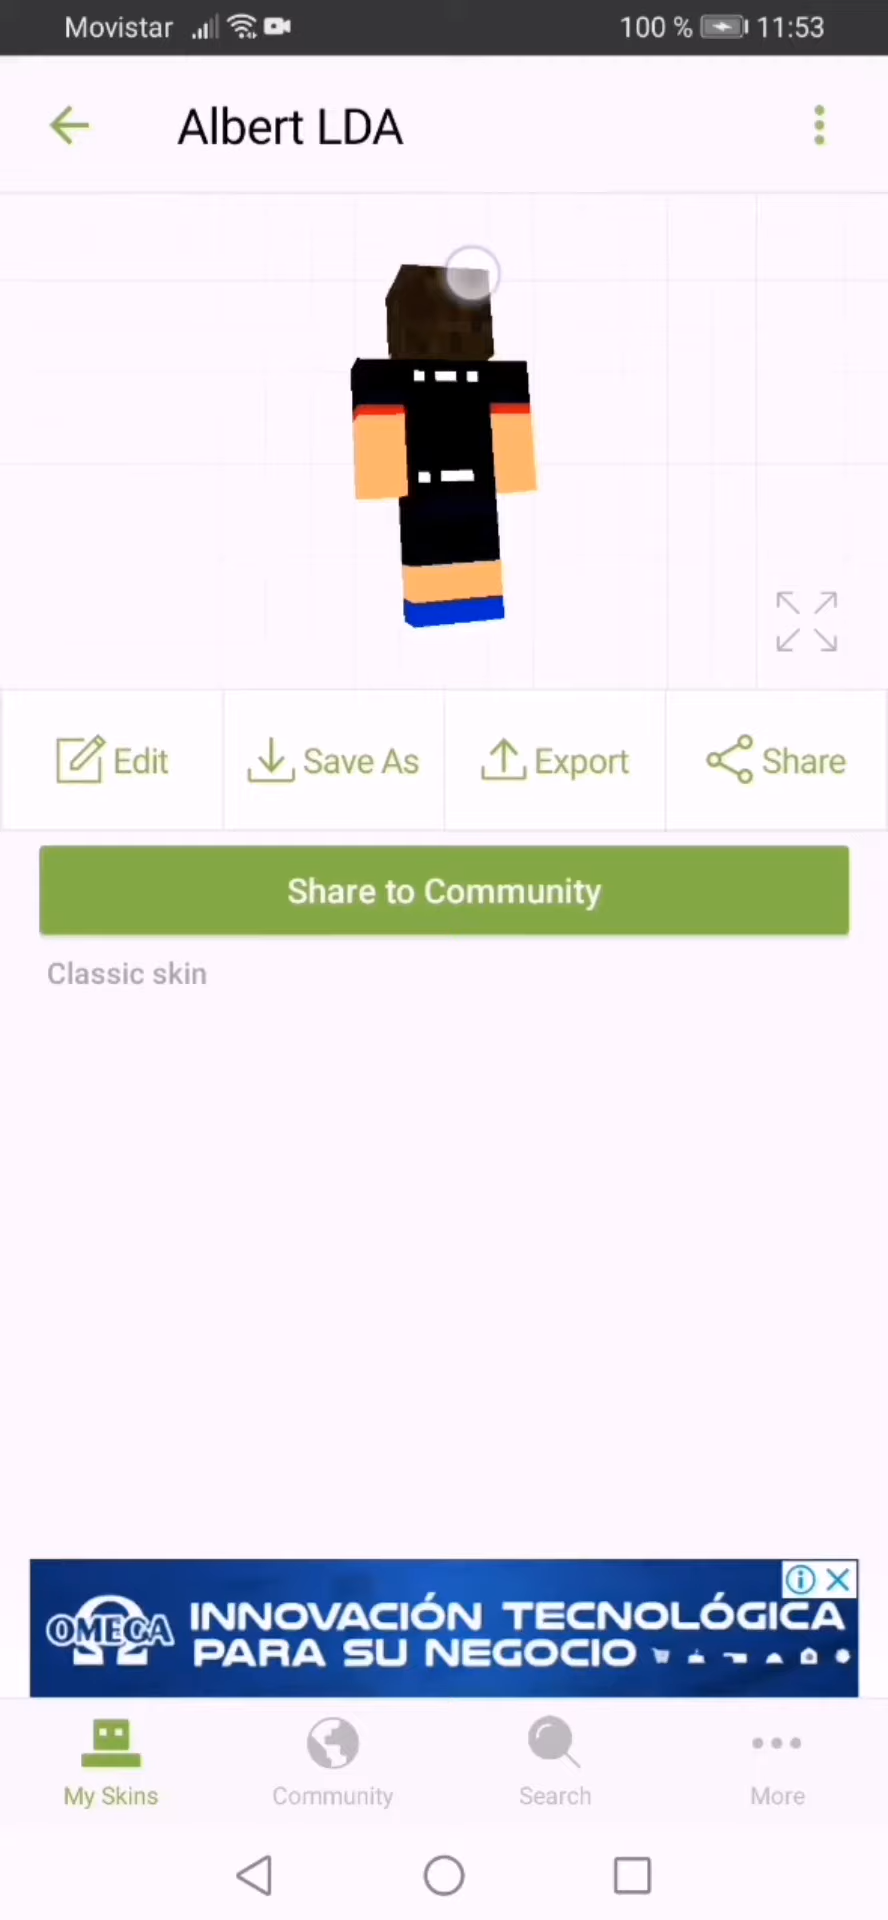 Movistar 100 % 11:53
Albert LDA
Edit Save As Export Share
Share to Community
Classic skin
OMEGA
INNOVACIÓN TECNOLÓGICA
PARA SU NEGOCIO
My Skins Community Search More